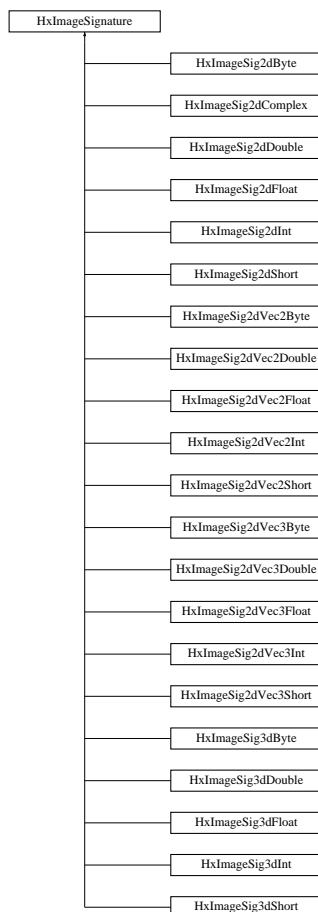 HxImageSignature
HxImageSig2dByte
HxImageSig2dComplex
HxImageSig2dDouble
HxImageSig2dFloat
HxImageSig2dInt
HxImageSig2dShort
HxImageSig2dVec2Byte
HxImageSig2dVec2Double
HxImageSig2dVec2Float
HxImageSig2dVec2Int
HxImageSig2dVec2Short
HxImageSig2dVec3Byte
HxImageSig2dVec3Double
HxImageSig2dVec3Float
HxImageSig2dVec3Int
HxImageSig2dVec3Short
HxImageSig3dByte
HxImageSig3dDouble
HxImageSig3dFloat
HxImageSig3dInt
HxImageSig3dShort